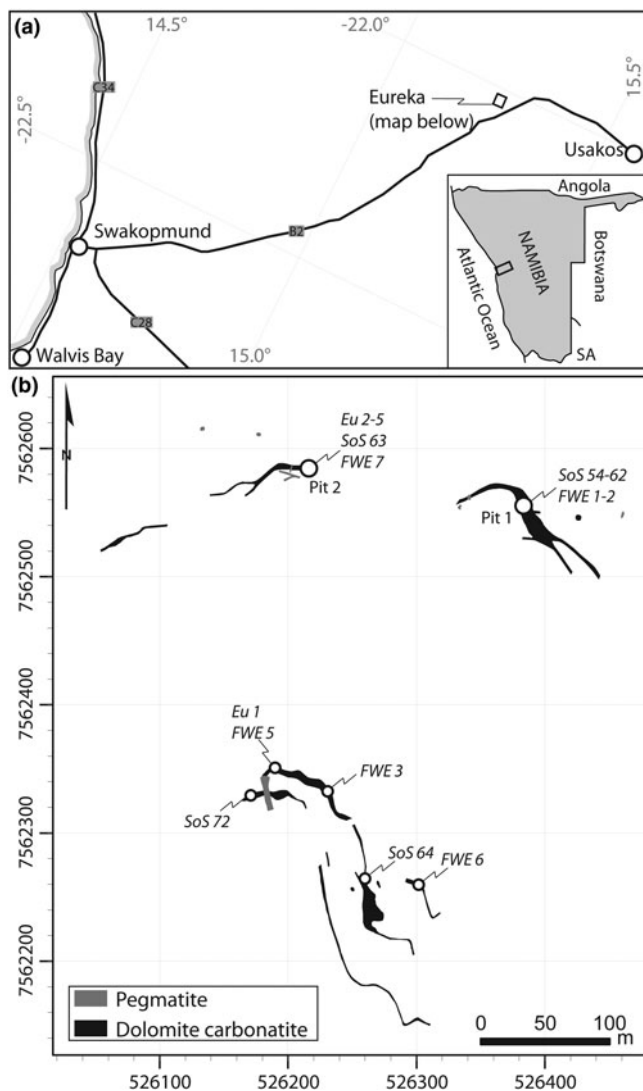 (a)
14.5°
-22.0°
15.5°
C34
-22.5°
Eureka
(map below)
Usakos
Swakopmund
B2
C28
Walvis Bay
15.0°
Angola
NAMIBIA
Botswana
Atlantic Ocean
SA
(b)
N
7562600
7562500
7562400
7562300
7562200
Eu 2-5
SoS 63
FWE 7
Pit 2
SoS 54-62
FWE 1-2
Pit 1
Eu 1
FWE 5
FWE 3
SoS 72
SoS 64
FWE 6
Pegmatite
Dolomite carbonatite
0 50 100
m
526100 526200 526300 526400